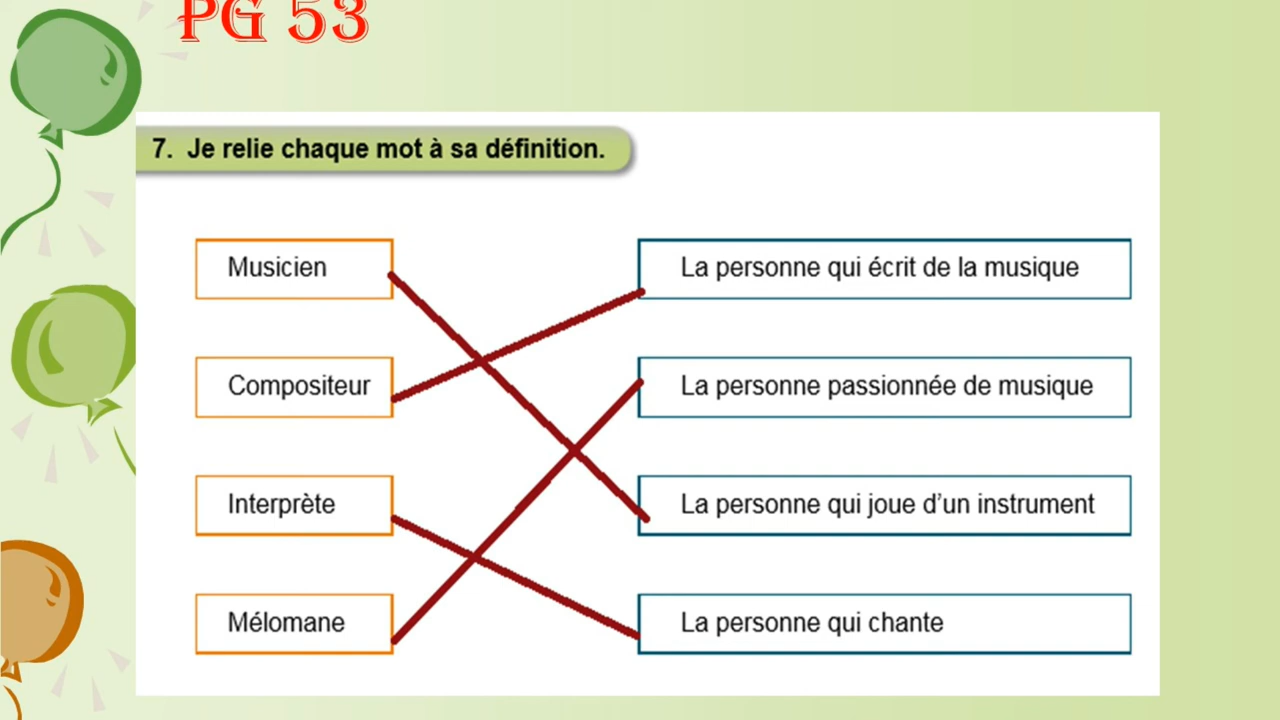 PG 53
7. Je relie chaque mot à sa définition.
Musicien
La personne qui écrit de la musique
Compositeur
La personne passionnée de musique
Interprète
La personne qui joue d'un instrument
Mélomane
La personne qui chante